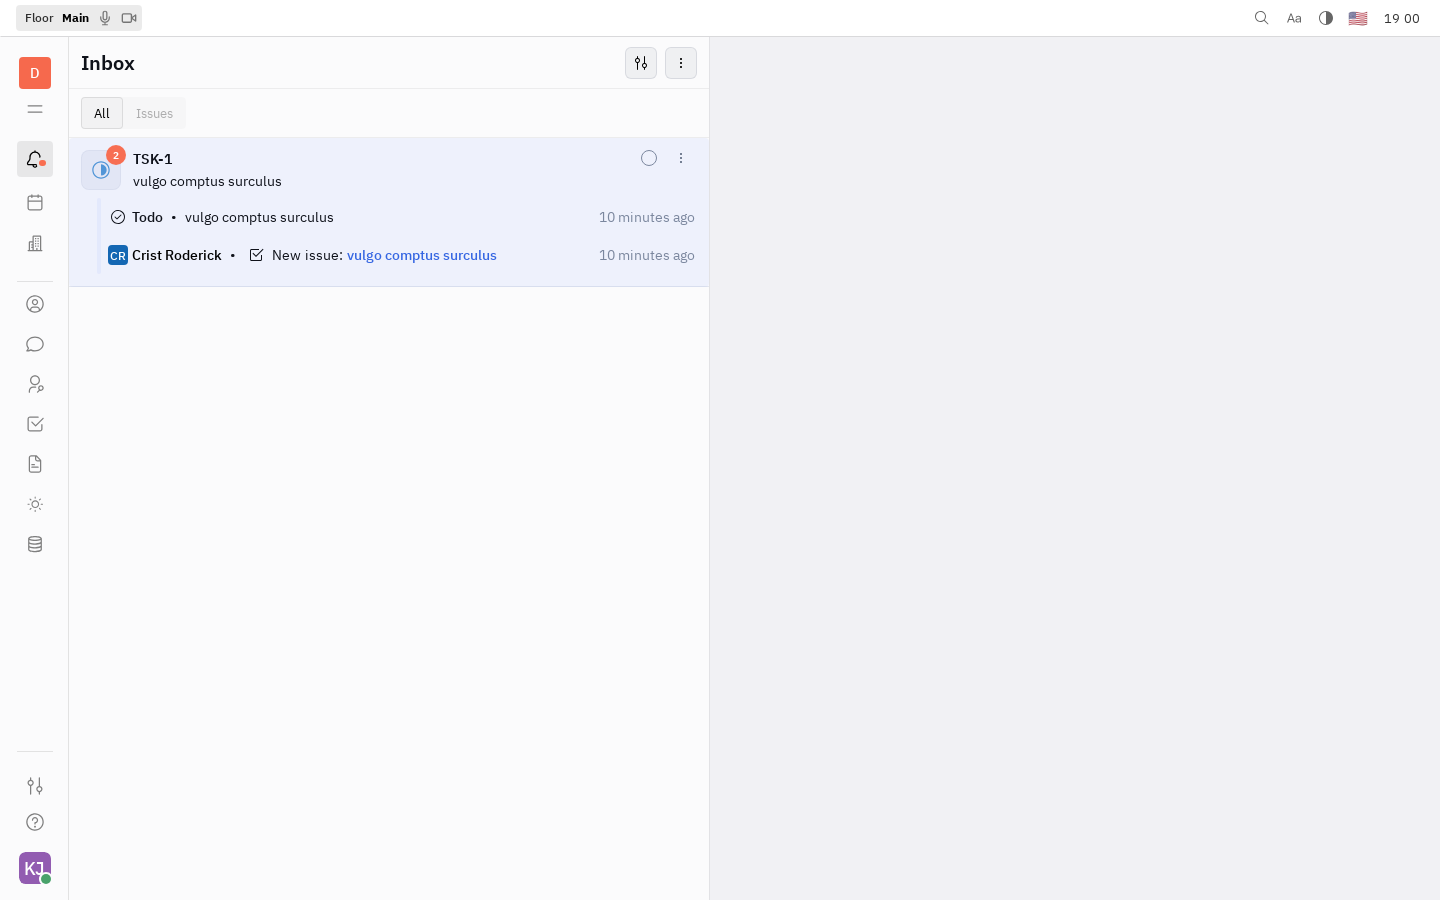 Floor Main
Aa
19 00
D
Inbox
All Issues
2
TSK-1
vulgo comptus surculus
Todo • vulgo comptus surculus 10 minutes ago
CR Crist Roderick • New issue: vulgo comptus surculus 10 minutes ago
KJ